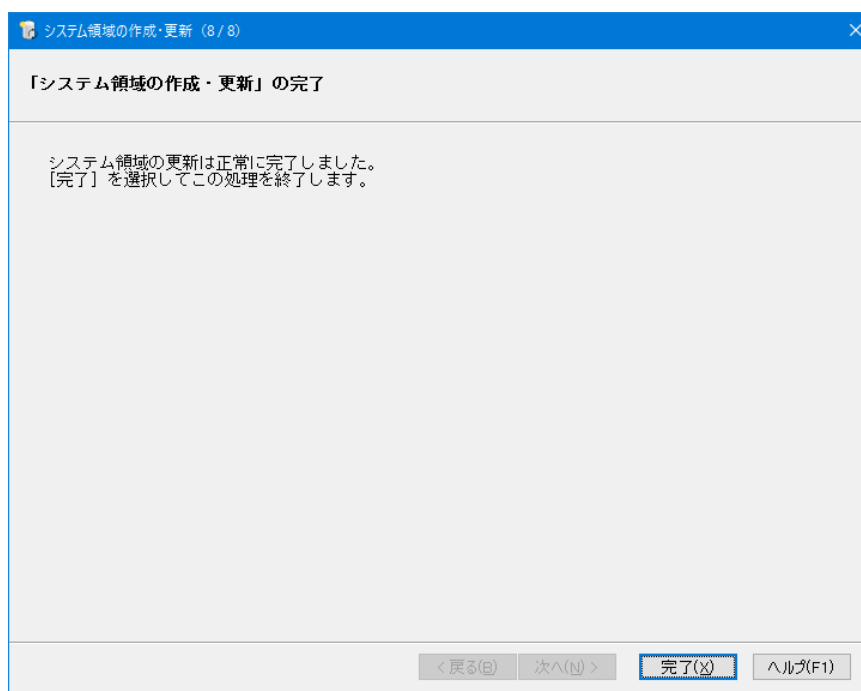 システム領域の作成・更新 (8/8)
「システム領域の作成・更新」の完了
システム領域の更新は正常に完了しました。
[完了] を選択してこの処理を終了します。
< 戻る(B)
次へ(N) >
完了(X)
ヘルプ(F1)